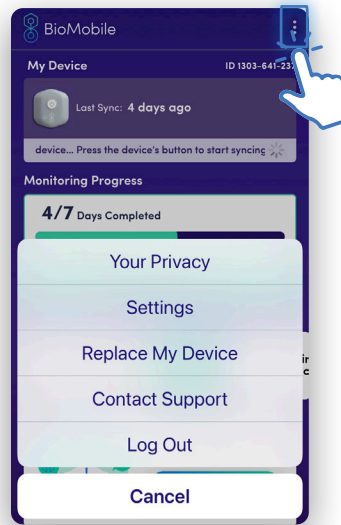 BioMobile
My Device ID 1303-641-237
Last Sync: 4 days ago
device... Press the device's button to start syncing
Monitoring Progress
4/7 Days Completed
Your Privacy
Settings
Replace My Device
Contact Support
Log Out
Cancel